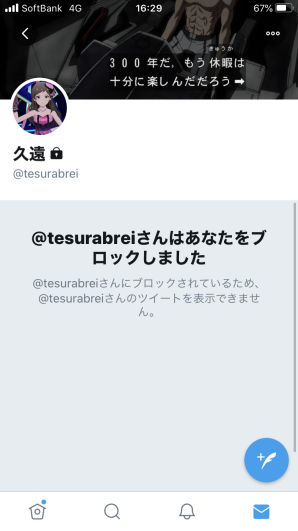 SoftBank 4G 16:29 67%
きゅうか
300年だ，もう休暇は
十分に楽しんだだろう➡
久遠
@tesurabrei
@tesurabreiさんはあなたをブ
ロックしました
@tesurabreiさんにブロックされているため、
@tesurabreiさんのツイートを表示できませ
ん。